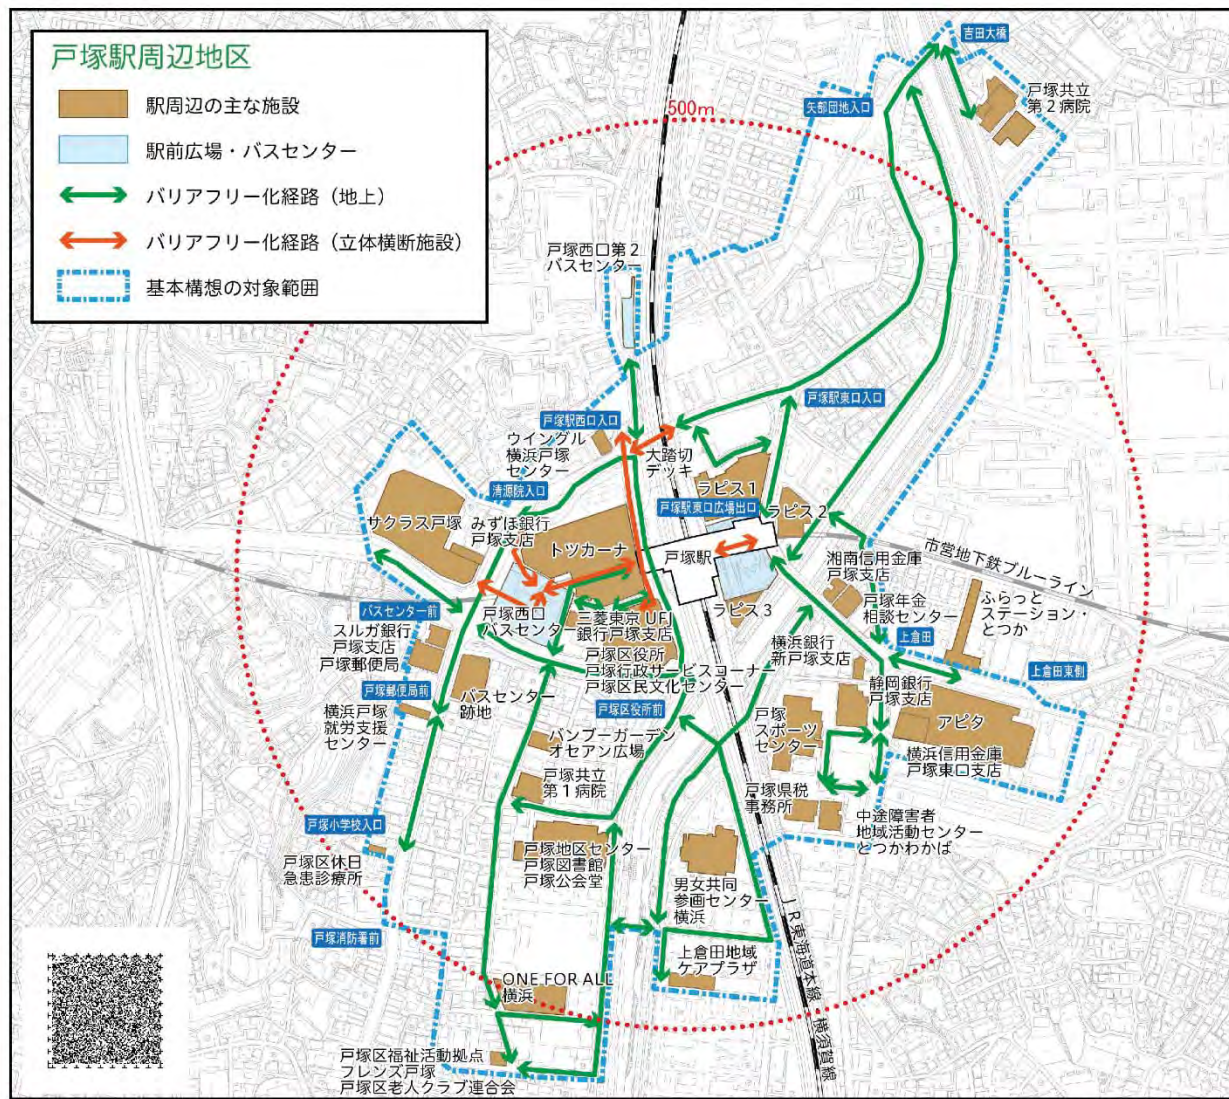 戸塚駅周辺地区
駅周辺の主な施設
駅前広場・バスセンター
バリアフリー化経路（地上）
バリアフリー化経路（立体横断施設）
基本構想の対象範囲
500m
吉田大橋
戸塚共立
第２病院
矢部団地入口
戸塚西口第２
バスセンター
戸塚駅西口入口
戸塚駅東口入口
ウイングル
横浜戸塚
センター
大踏切
デッキ
清源院入口
ラピス1
戸塚駅東口広場出口
ラピス2
サクラス戸塚
みずほ銀行
戸塚支店
トツカーナ
戸塚駅
市営地下鉄ブルーライン
湘南信用金庫
戸塚支店
戸塚年金
相談センター
ふらっと
ステーション・
とつか
バスセンター前
戸塚西口
バスセンター
三菱東京UFJ
銀行戸塚支店
ラピス3
スルガ銀行
戸塚支店
戸塚郵便局
戸塚区役所
戸塚行政サービスコーナー
戸塚区民文化センター
横浜銀行
新戸塚支店
上倉田
上倉田東側
静岡銀行
戸塚支店
戸塚郵便局前
バスセンター
跡地
戸塚区役所前
横浜戸塚
就労支援
センター
バンブーガーデン
オセアン広場
戸塚
スポーツ
センター
アピタ
横浜信用金庫
戸塚東口支店
戸塚共立
第１病院
戸塚県税
事務所
戸塚小学校入口
戸塚区休日
急患診療所
戸塚地区センター
戸塚図書館
戸塚公会堂
中途障害者
地域活動センター
とつかわかば
男女共同
参画センター
横浜
戸塚消防署前
上倉田地域
ケアプラザ
ＪＲ東海道本線・横須賀線
ONE FOR ALL
横浜
戸塚区福祉活動拠点
フレンズ戸塚
戸塚区老人クラブ連合会